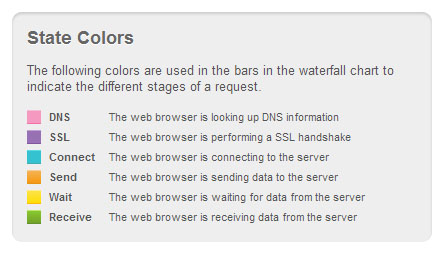 State Colors
The following colors are used in the bars in the waterfall chart to
indicate the different stages of a request.
DNS The web browser is looking up DNS information
SSL The web browser is performing a SSL handshake
Connect The web browser is connecting to the server
Send The web browser is sending data to the server
Wait The web browser is waiting for data from the server
Receive The web browser is receiving data from the server